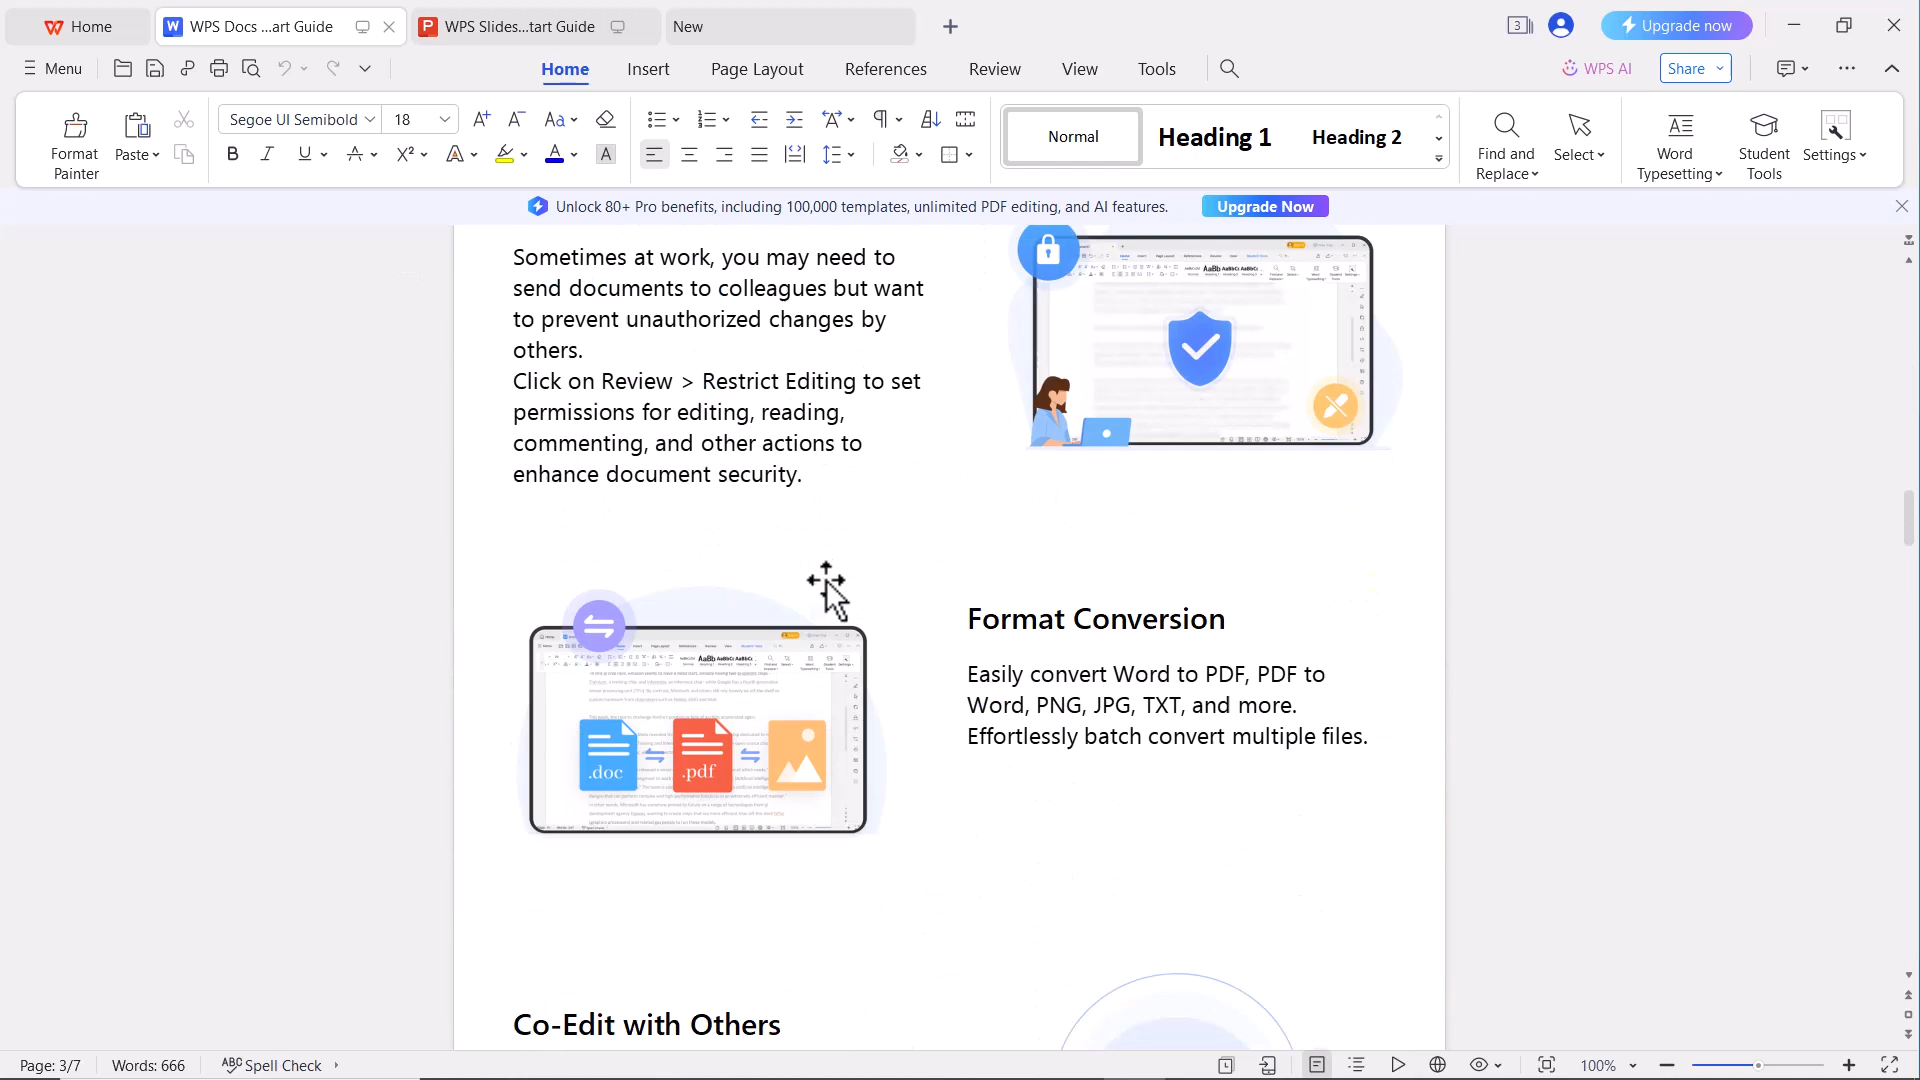 Home
WPS Docs ...art Guide
WPS Slides...tart Guide
New
3
Upgrade now
Menu
Home
Insert
Page Layout
References
Review
View
Tools
WPS AI
Share
Format
Painter
Paste
Segoe UI Semibold
18
Normal
Heading 1
Heading 2
Find and
Replace
Select
Word
Typesetting
Student
Tools
Settings
Unlock 80+ Pro benefits, including 100,000 templates, unlimited PDF editing, and AI features.
Upgrade Now
Sometimes at work, you may need to
send documents to colleagues but want
to prevent unauthorized changes by
others.
Click on Review > Restrict Editing to set
permissions for editing, reading,
commenting, and other actions to
enhance document security.
.doc
.pdf
Format Conversion
Easily convert Word to PDF, PDF to
Word, PNG, JPG, TXT, and more.
Effortlessly batch convert multiple files.
Co-Edit with Others
Page: 3/7
Words: 666
Spell Check
100%